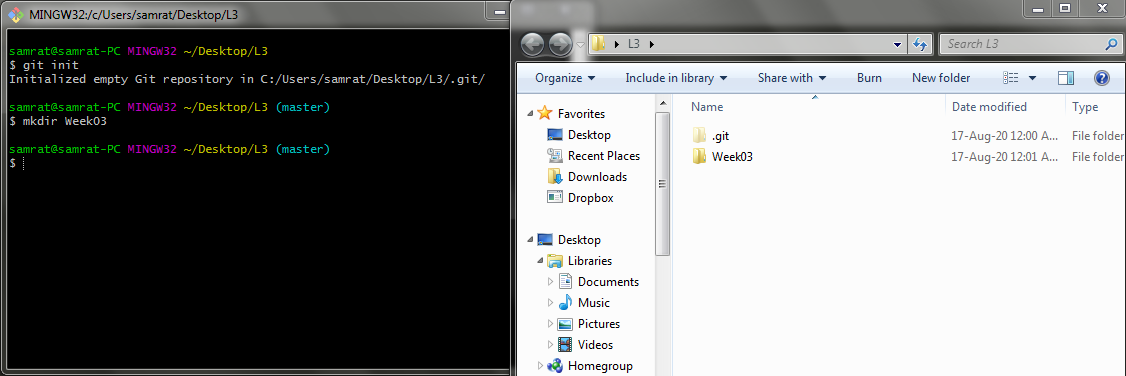 MINGW32:/c/Users/samrat/Desktop/L3
samrat@samrat-PC MINGW32 ~/Desktop/L3
$ git init
Initialized empty Git repository in C:/Users/samrat/Desktop/L3/.git/
samrat@samrat-PC MINGW32 ~/Desktop/L3 (master)
$ mkdir Week03
samrat@samrat-PC MINGW32 ~/Desktop/L3 (master)
$
L3
Search L3
Organize Include in library Share with Burn New folder
Favorites
Desktop
Recent Places
Downloads
Dropbox
Desktop
Libraries
Documents
Music
Pictures
Videos
Homegroup
Name Date modified Type
.git 17-Aug-20 12:00 A... File folder
Week03 17-Aug-20 12:01 A... File folder